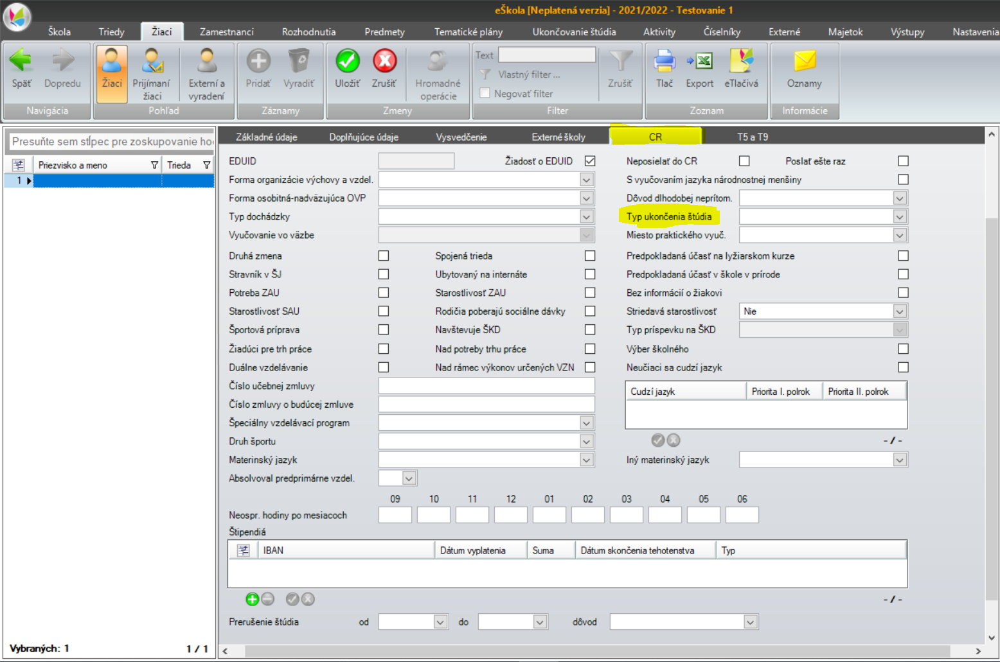 eŠkola [Neplatená verzia] - 2021/2022 - Testovanie 1
Škola Triedy Žiaci Zamestnanci Rozhodnutia Predmety Tematické plány Ukončovanie štúdia Aktivity Číselníky Externé Majetok Výstupy Nastavenia
Späť Dopredu
Navigácia
Žiaci Prijímaní žiaci Externí a vyradení
Pohľad
Pridať Vyradiť
Záznamy
Uložiť Zrušiť Hromadné operácie
Zmeny
Text
Vlastný filter ...
Negovať filter
Zrušiť
Filter
Tlač Export eTlačivá
Zoznam
Oznamy
Informácie
Presuňte sem stĺpec pre zoskupovanie ho
Priezvisko a meno Trieda
1
Vybraných: 1 1 / 1
Základné údaje Doplňujúce údaje Vysvedčenie Externé školy CR T5 a T9
EDUID Žiadosť o EDUID Neposielať do CR Poslať ešte raz
Forma organizácie výchovy a vzdel. S vyučovaním jazyka národnostnej menšiny
Forma osobitná-nadväzujúca OVP Dôvod dlhodobej neprítom.
Typ dochádzky Typ ukončenia štúdia
Vyučovanie vo väzbe Miesto praktického vyuč.
Druhá zmena Spojená trieda Predpokladaná účasť na lyžiarskom kurze
Stravník v ŠJ Ubytovaný na internáte Predpokladaná účasť v škole v prírode
Potreba ZAU Starostlivosť ZAU Bez informácií o žiakovi
Starostlivosť SAU Rodičia poberajú sociálne dávky Striedavá starostlivosť Nie
Športová príprava Navštevuje ŠKD Typ príspevku na ŠKD
Žiadúci pre trh práce Nad potreby trhu práce Výber školného
Duálne vzdelávanie Nad rámec výkonov určených VZN Neučiaci sa cudzí jazyk
Číslo učebnej zmluvy Cudzí jazyk Priorita I. polrok Priorita II. polrok
Číslo zmluvy o budúcej zmluve
Špeciálny vzdelávací program
Druh športu - / -
Materinský jazyk Iný materinský jazyk
Absolvoval predprimárne vzdel.
09 10 11 12 01 02 03 04 05 06
Neospr. hodiny po mesiacoch
Štipendiá
IBAN Dátum vyplatenia Suma Dátum skončenia tehotenstva Typ
- / -
Prerušenie štúdia od do dôvod